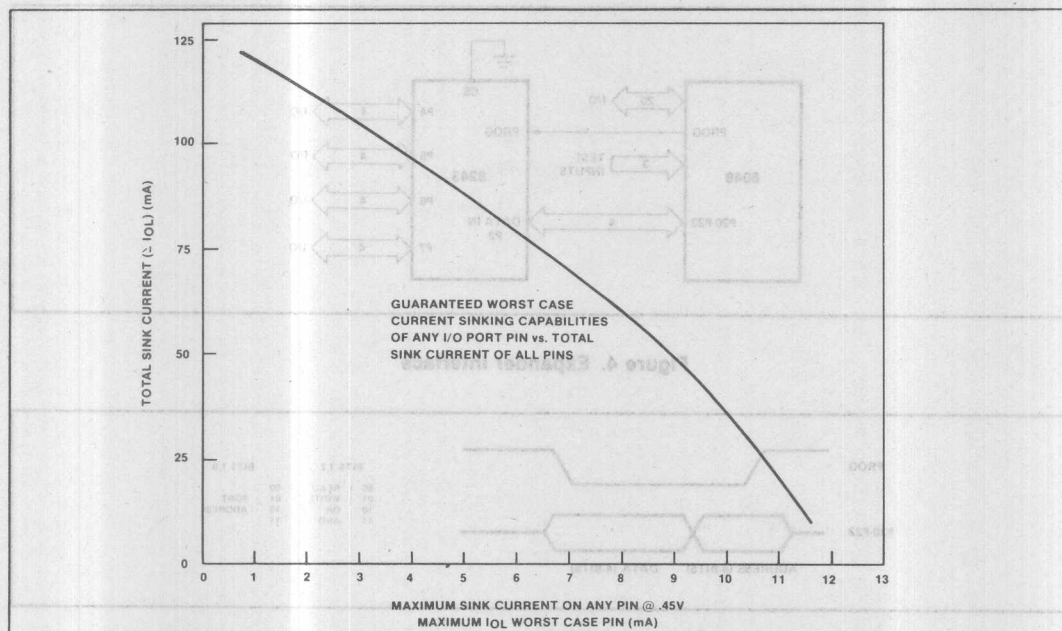 125
100
75
50
25
0
TOTAL SINK CURRENT (Σ IOL) (mA)
GUARANTEED WORST CASE
CURRENT SINKING CAPABILITIES
OF ANY I/O PORT PIN vs. TOTAL
SINK CURRENT OF ALL PINS
0 1 2 3 4 5 6 7 8 9 10 11 12 13
MAXIMUM SINK CURRENT ON ANY PIN @ .45V
MAXIMUM IOL WORST CASE PIN (mA)
Figure 4. Expander Interface